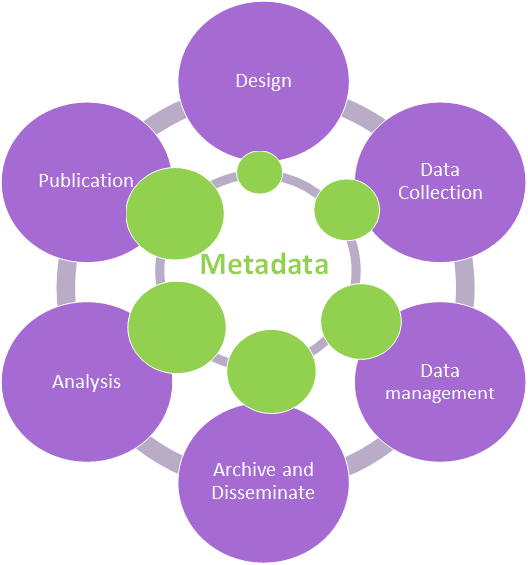 Design
Data
Collection
Data
management
Archive and
Disseminate
Analysis
Publication
Metadata